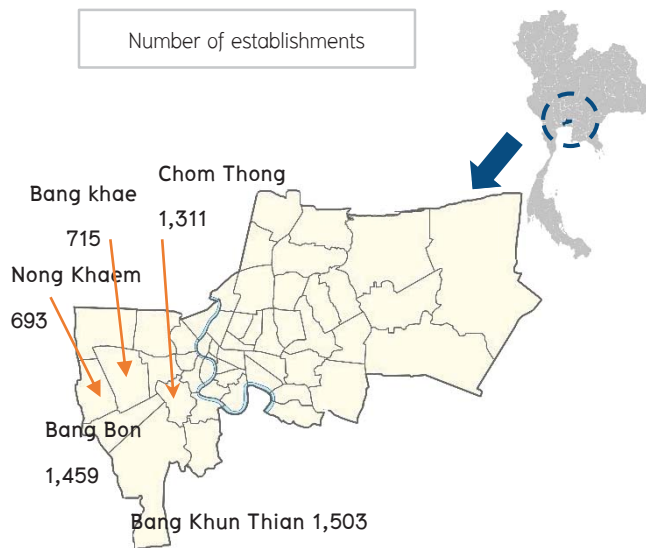 Number of establishments
Chom Thong
1,311
Bang khae
715
Nong Khaem
693
Bang Bon
1,459
Bang Khun Thian 1,503